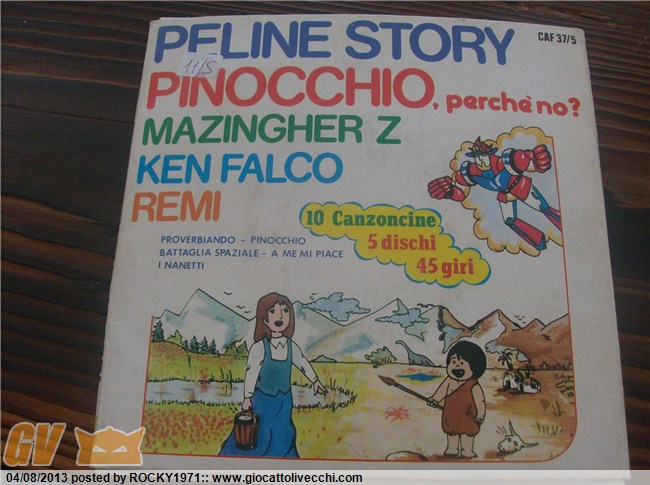 PELINE STORY
CAF 37/5
11/S
PINOCCHIO, perchè no?
MAZINGHER Z
KEN FALCO
REMI
10 Canzoncine
5 dischi
45 giri
PROVERBIANDO - PINOCCHIO
BATTAGLIA SPAZIALE - A ME MI PIACE
I NANETTI
GV
04/08/2013 posted by ROCKY1971:: www.giocattolivecchi.com